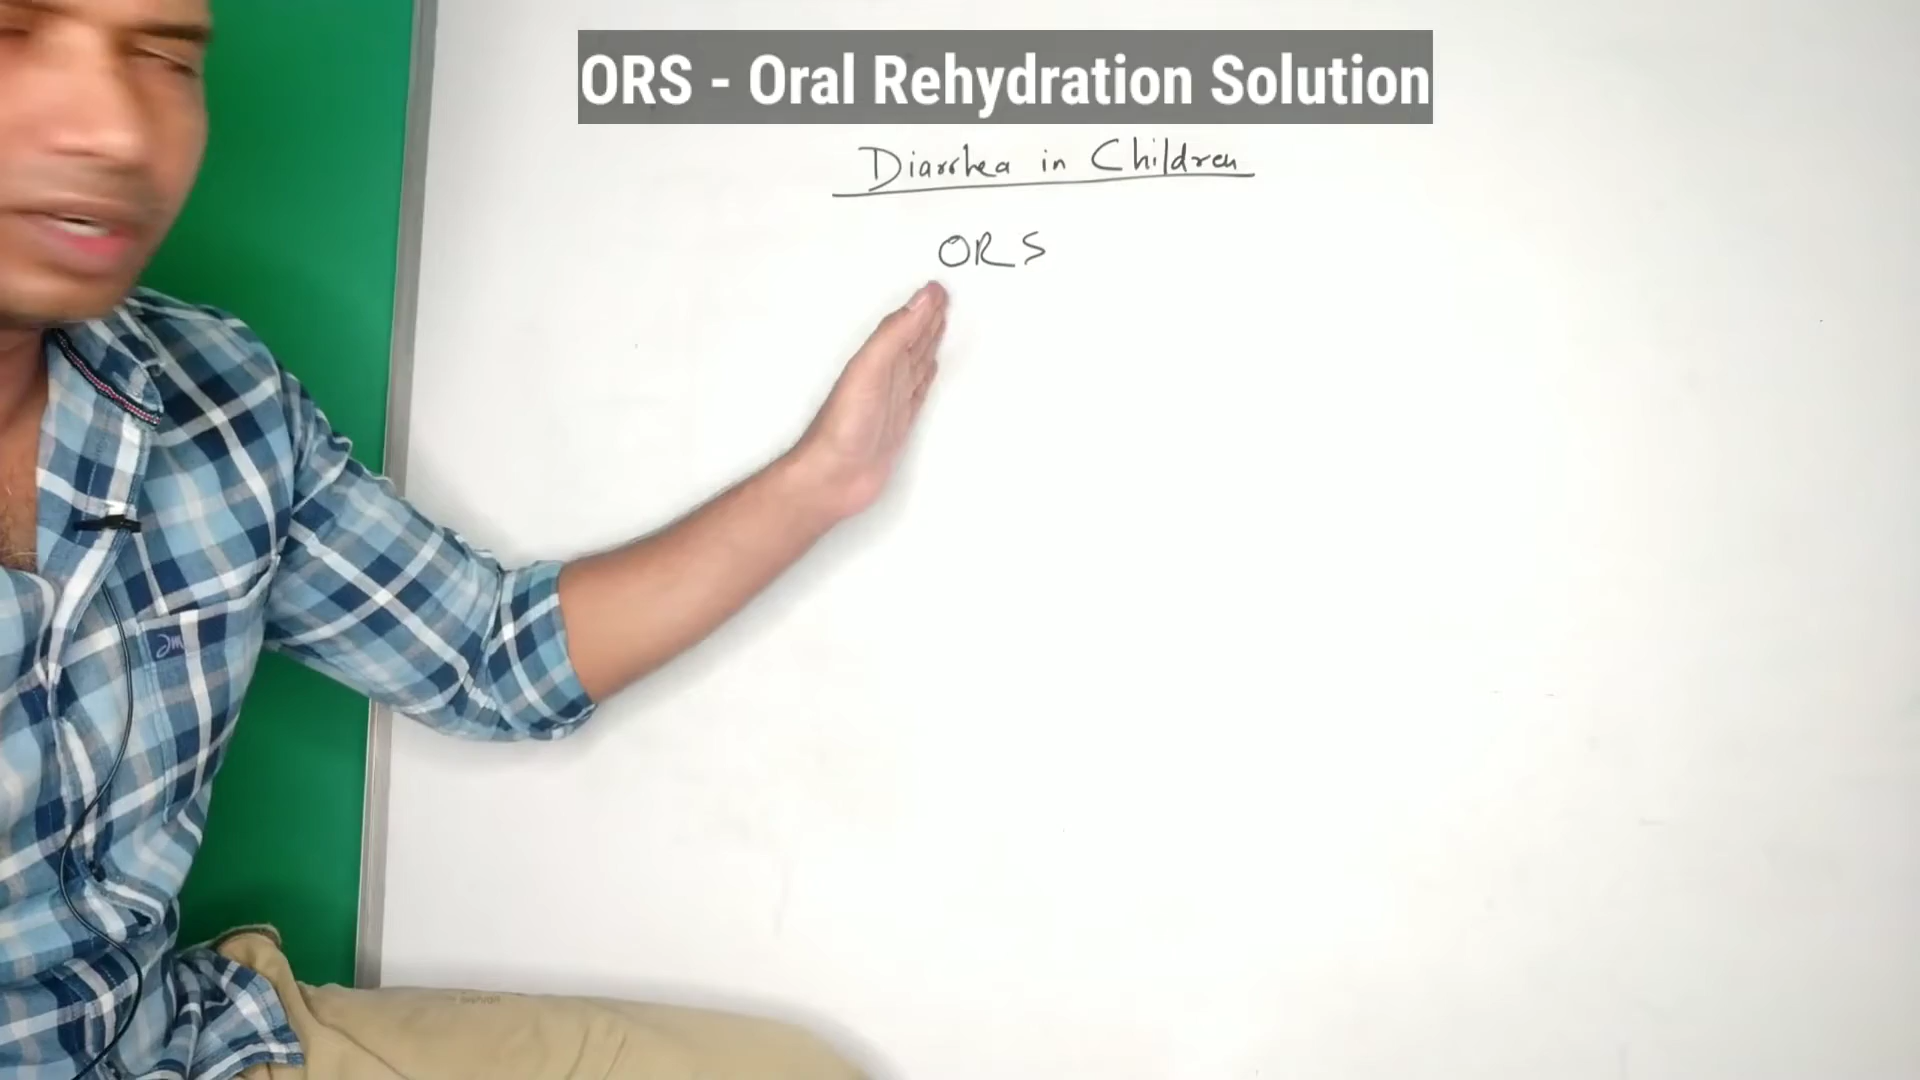 ORS - Oral Rehydration Solution
Diarrhea in Children
ORS